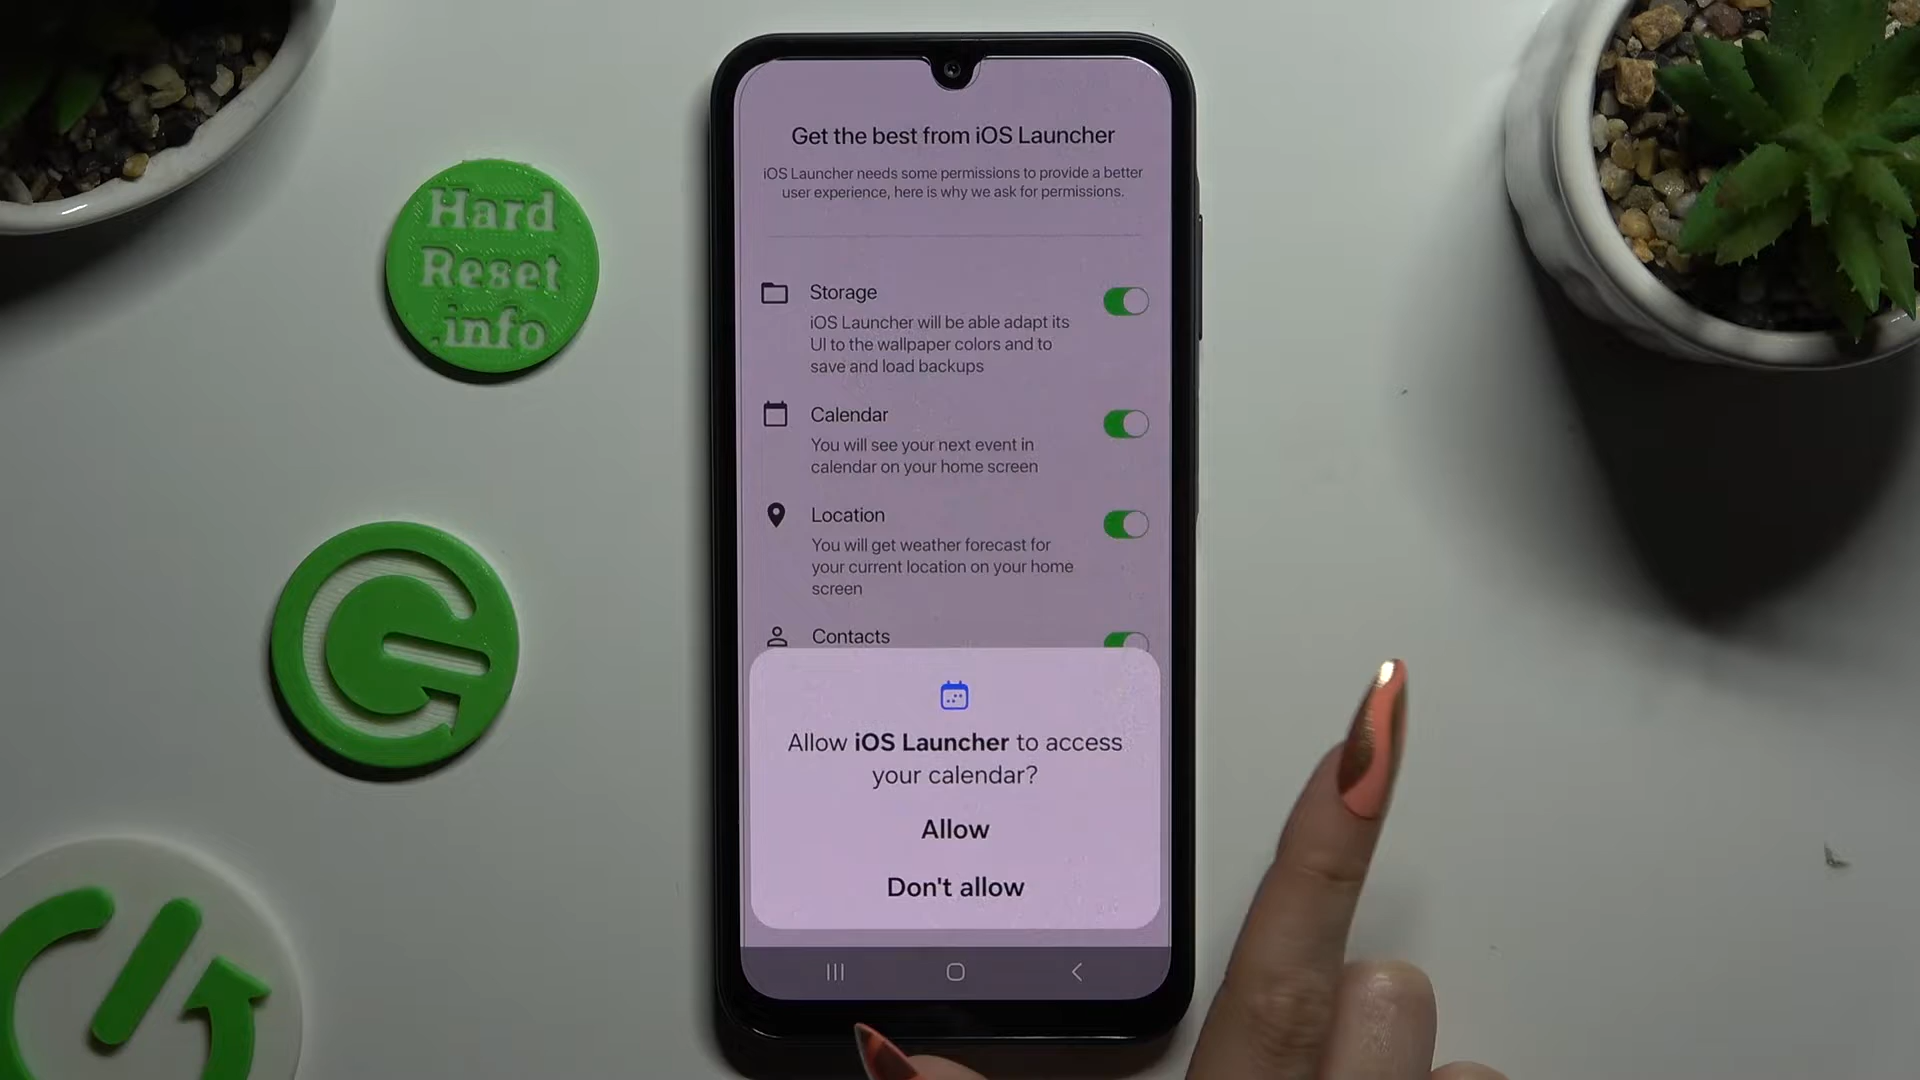 Hard
Reset
.info
Get the best from iOS Launcher
iOS Launcher needs some permissions to provide a better
user experience, here is why we ask for permissions.
Storage
iOS Launcher will be able adapt its
UI to the wallpaper colors and to
save and load backups
Calendar
You will see your next event in
calendar on your home screen
Location
You will get weather forecast for
your current location on your home
screen
Contacts
Allow iOS Launcher to access
your calendar?
Allow
Don't allow